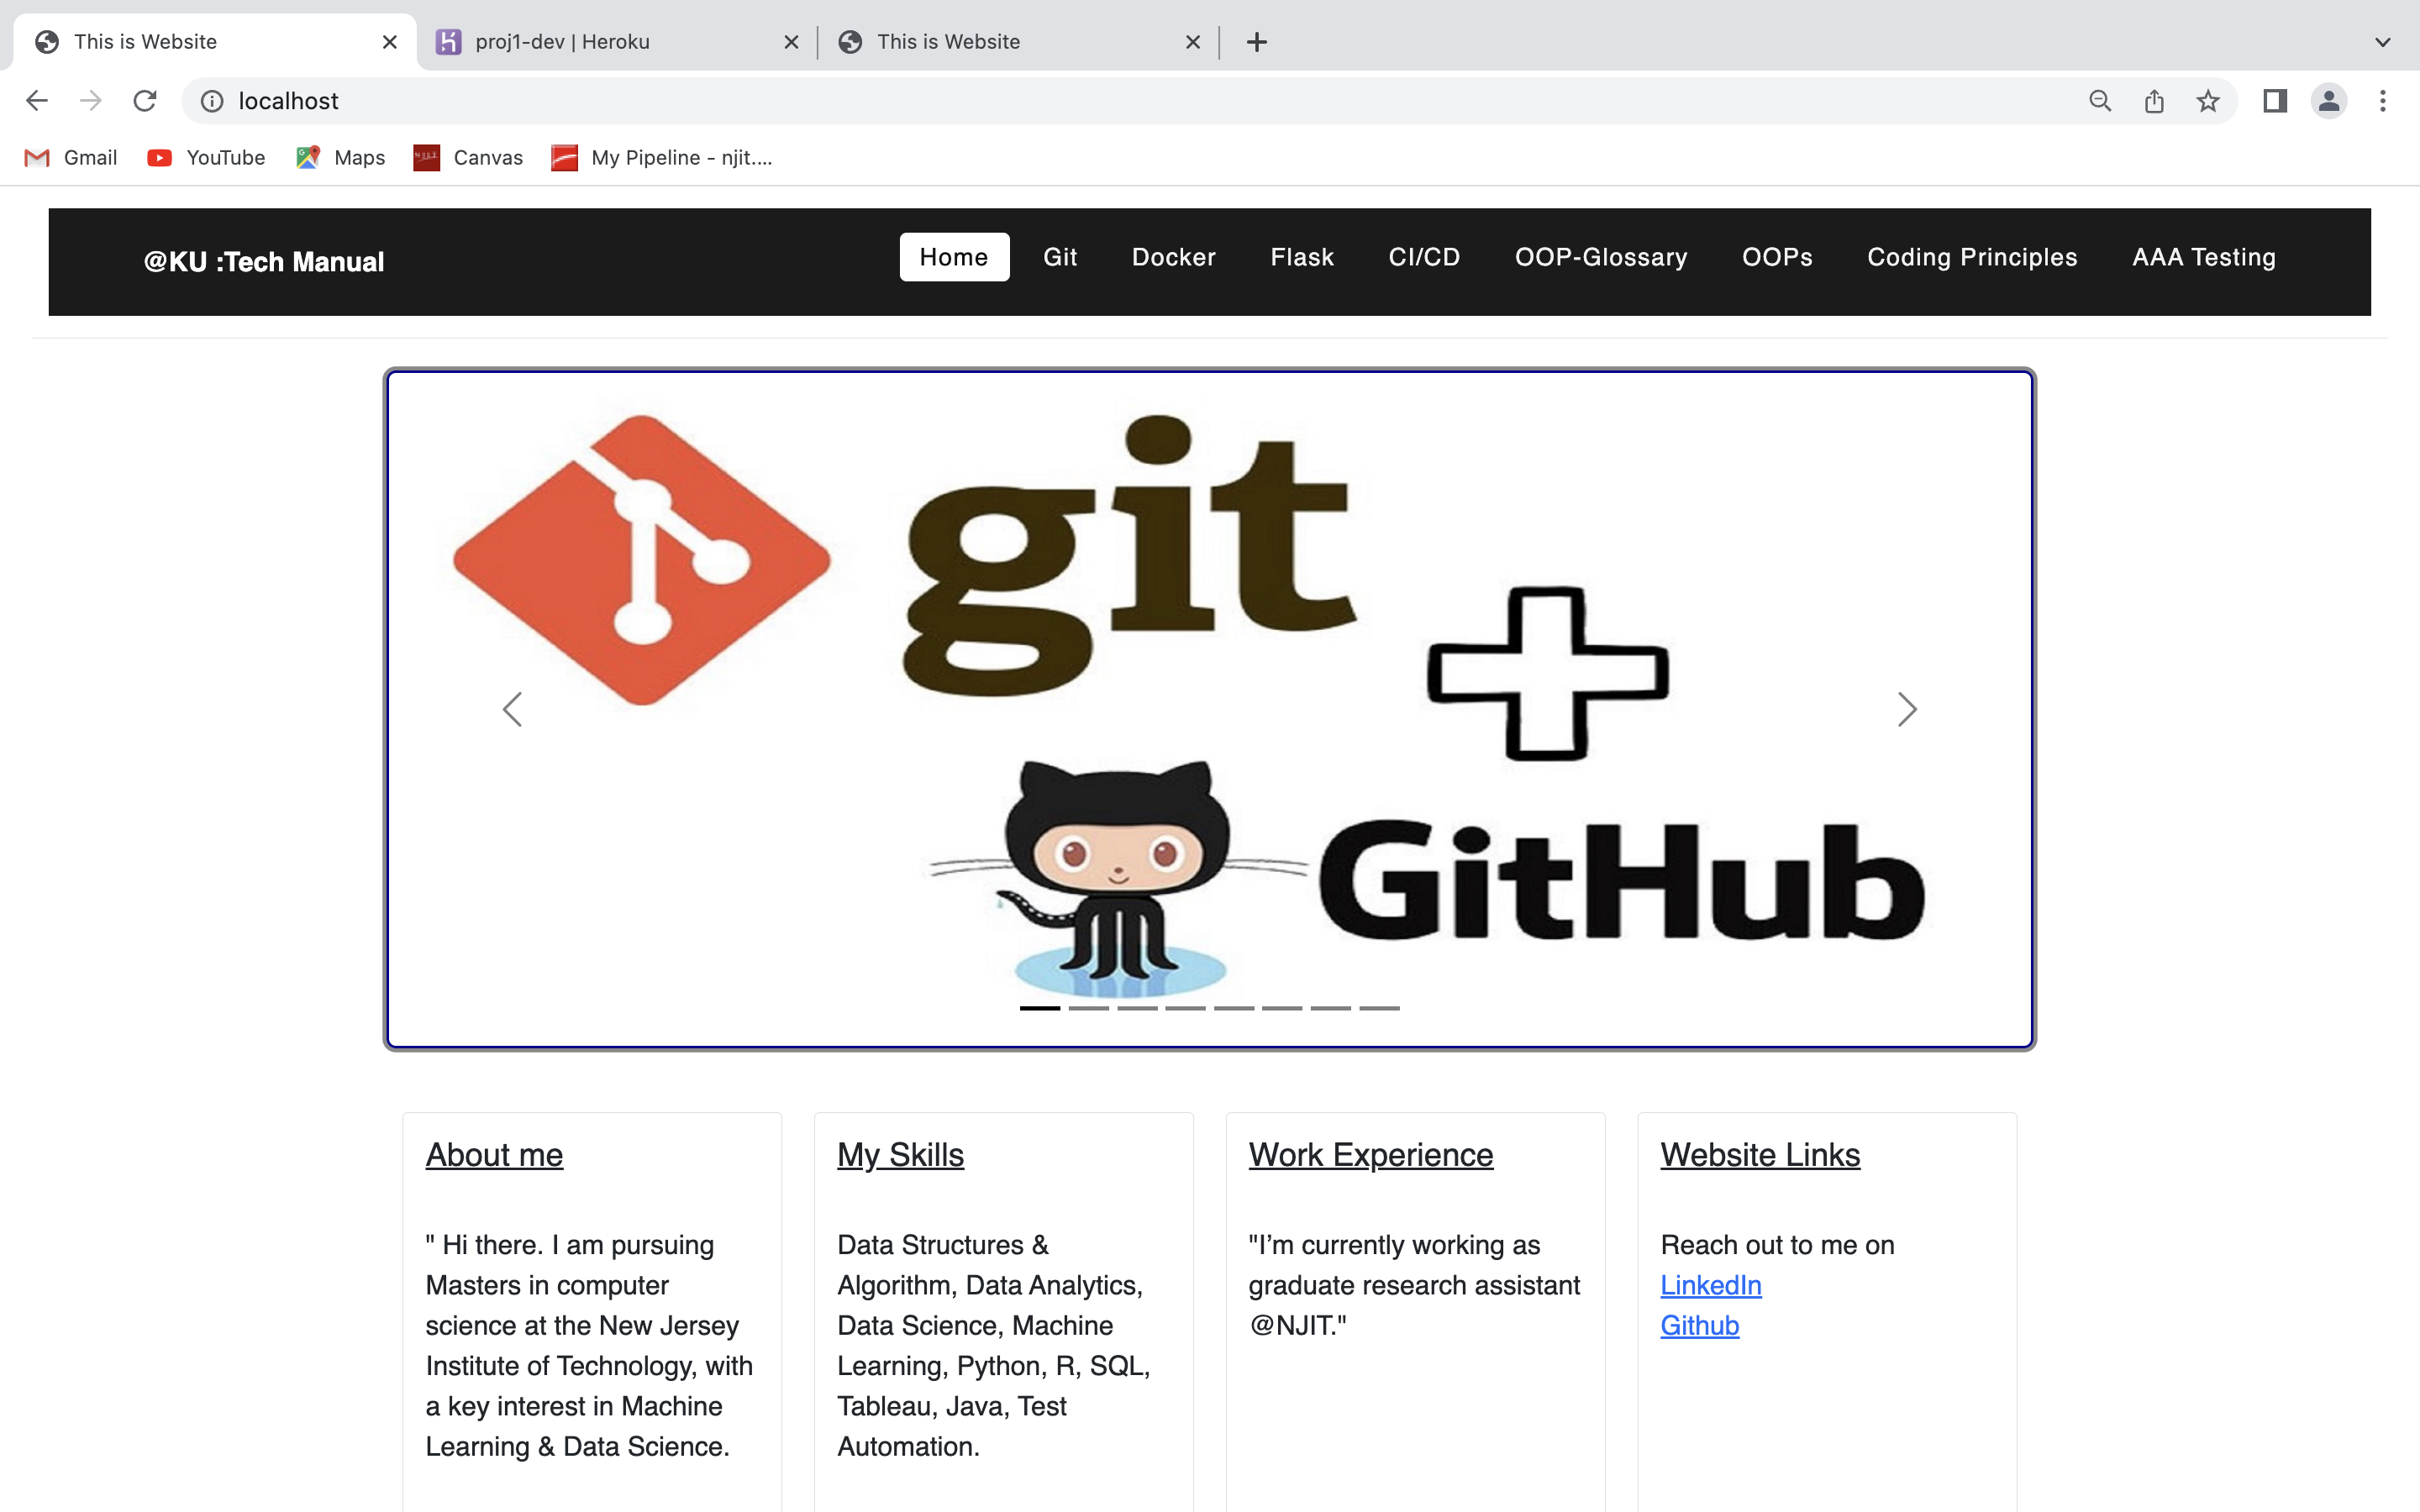 This is Website
proj1-dev | Heroku
This is Website
localhost
Gmail
YouTube
Maps
Canvas
My Pipeline - njit....
@KU :Tech Manual
Home
Git
Docker
Flask
CI/CD
OOP-Glossary
OOPs
Coding Principles
AAA Testing
git
GitHub
About me
" Hi there. I am pursuing
Masters in computer
science at the New Jersey
Institute of Technology, with
a key interest in Machine
Learning & Data Science.
My Skills
Data Structures &
Algorithm, Data Analytics,
Data Science, Machine
Learning, Python, R, SQL,
Tableau, Java, Test
Automation.
Work Experience
"I’m currently working as
graduate research assistant
@NJIT."
Website Links
Reach out to me on
LinkedIn
Github